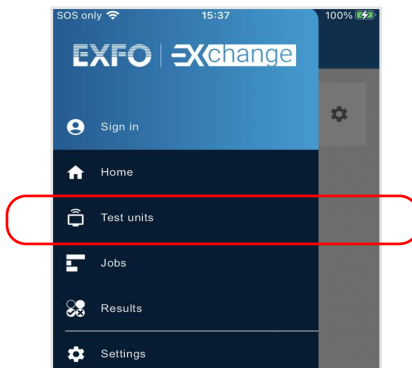 SOS only 15:37 100%
EXFO EXchange
Sign in
Home
Test units
Jobs
Results
Settings